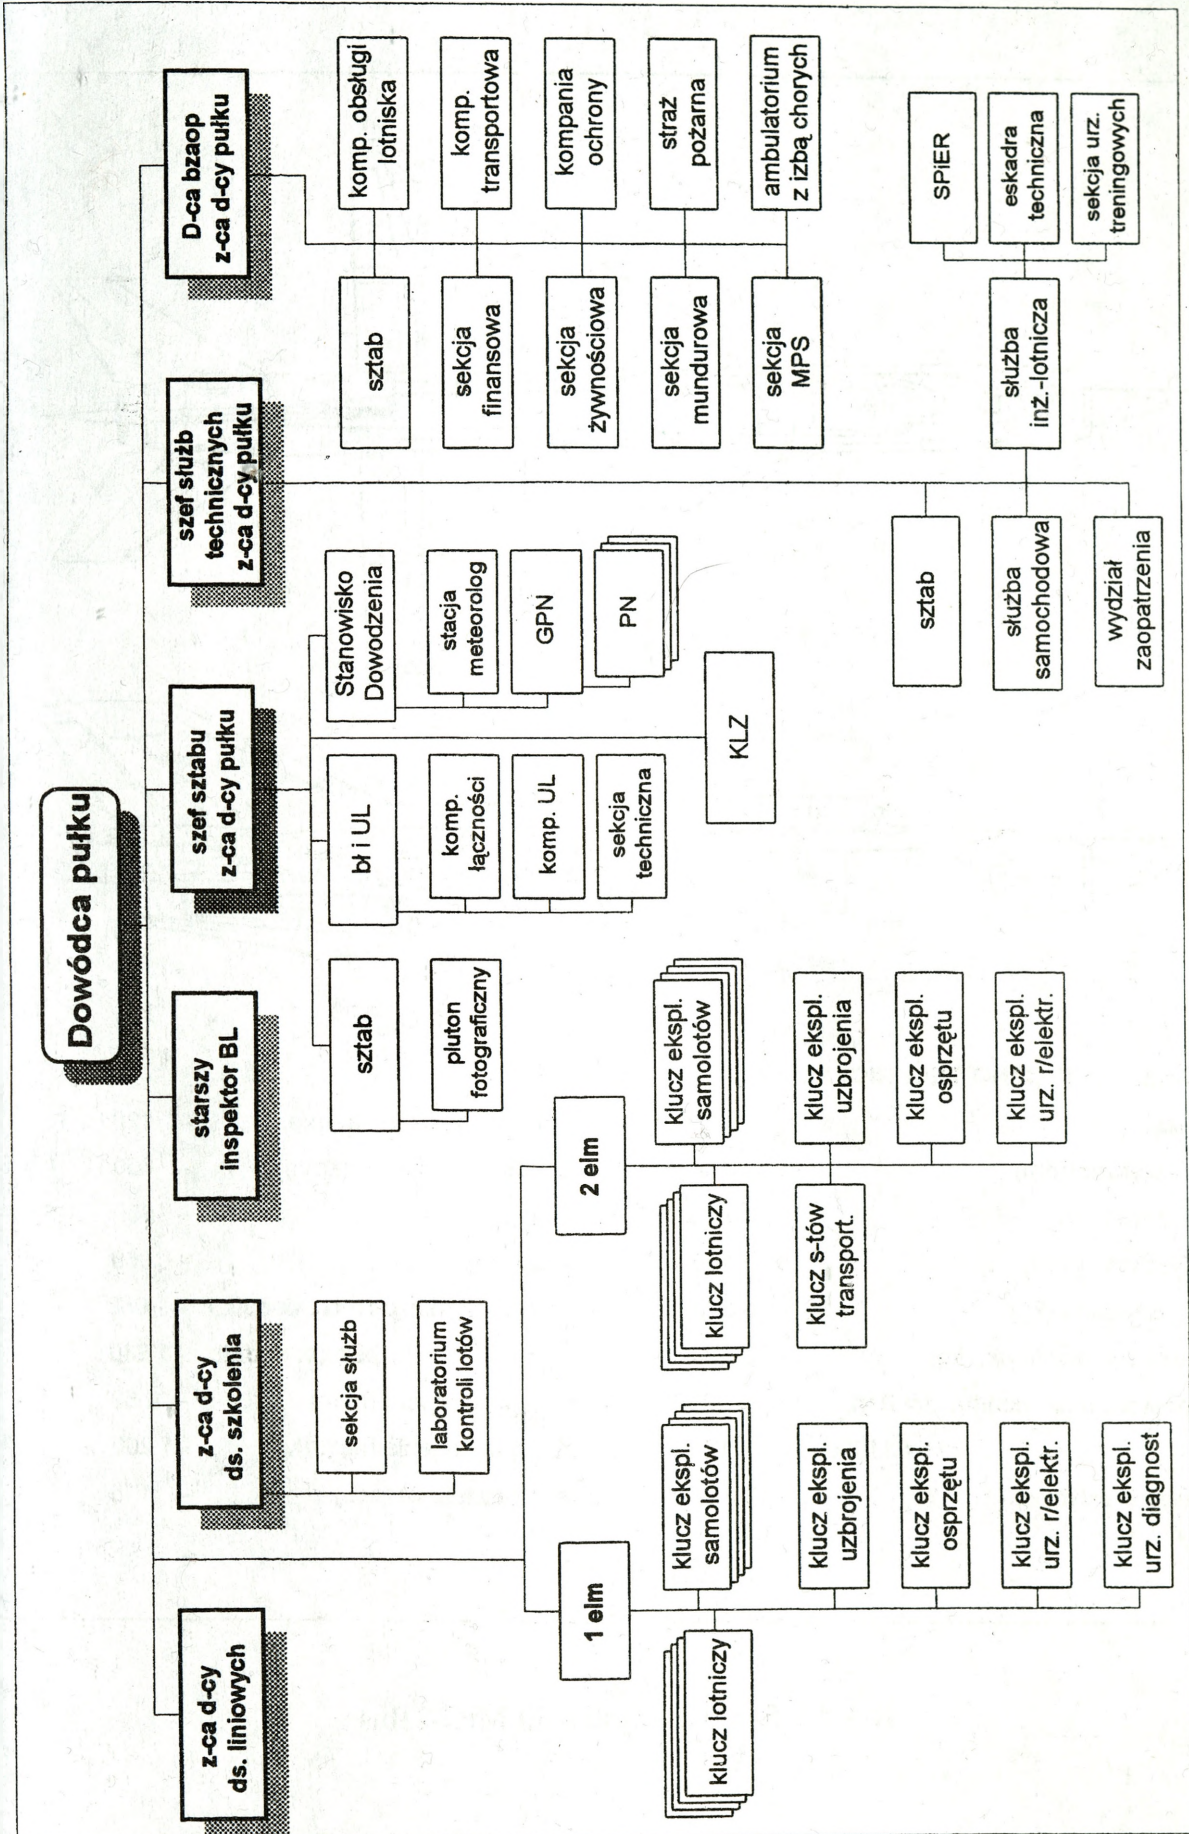 Dowódca pułku
z-ca d-cy
ds. liniowych
z-ca d-cy
ds. szkolenia
starszy
inspektor BL
szef sztabu
z-ca d-cy pułku
szef służb
technicznych
z-ca d-cy pułku
D-ca bzaop
z-ca d-cy pułku
sekcja służb
laboratorium
kontroli lotów
1 elm
klucz lotniczy
klucz ekspl.
samolotów
klucz ekspl.
uzbrojenia
klucz ekspl.
osprzętu
klucz ekspl.
urz. r/elektr.
klucz ekspl.
urz. diagnost
2 elm
klucz lotniczy
klucz s-tów
transport.
klucz ekspl.
samolotów
klucz ekspl.
uzbrojenia
klucz ekspl.
osprzętu
klucz ekspl.
urz. r/elektr.
sztab
pluton
fotograficzny
bł i UL
komp.
łączności
komp. UL
sekcja
techniczna
Stanowisko
Dowodzenia
stacja
meteorolog
GPN
PN
KLZ
sztab
służba
samochodowa
wydział
zaopatrzenia
służba
inż.-lotnicza
SPiER
eskadra
techniczna
sekcja urz.
treningowych
sztab
sekcja
finansowa
sekcja
żywnościowa
sekcja
mundurowa
sekcja
MPS
komp. obsługi
lotniska
komp.
transportowa
kompania
ochrony
straż
pożarna
ambulatorium
z izbą chorych